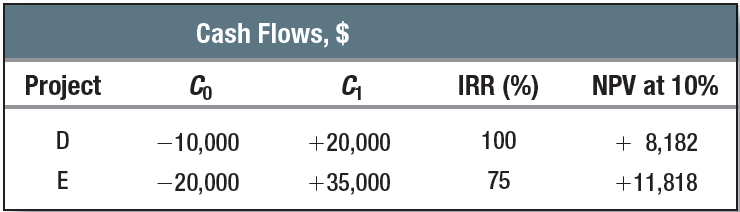 Cash Flows, $
Project C₀ C₁ IRR (%) NPV at 10%
D −10,000 +20,000 100 + 8,182
E −20,000 +35,000 75 +11,818